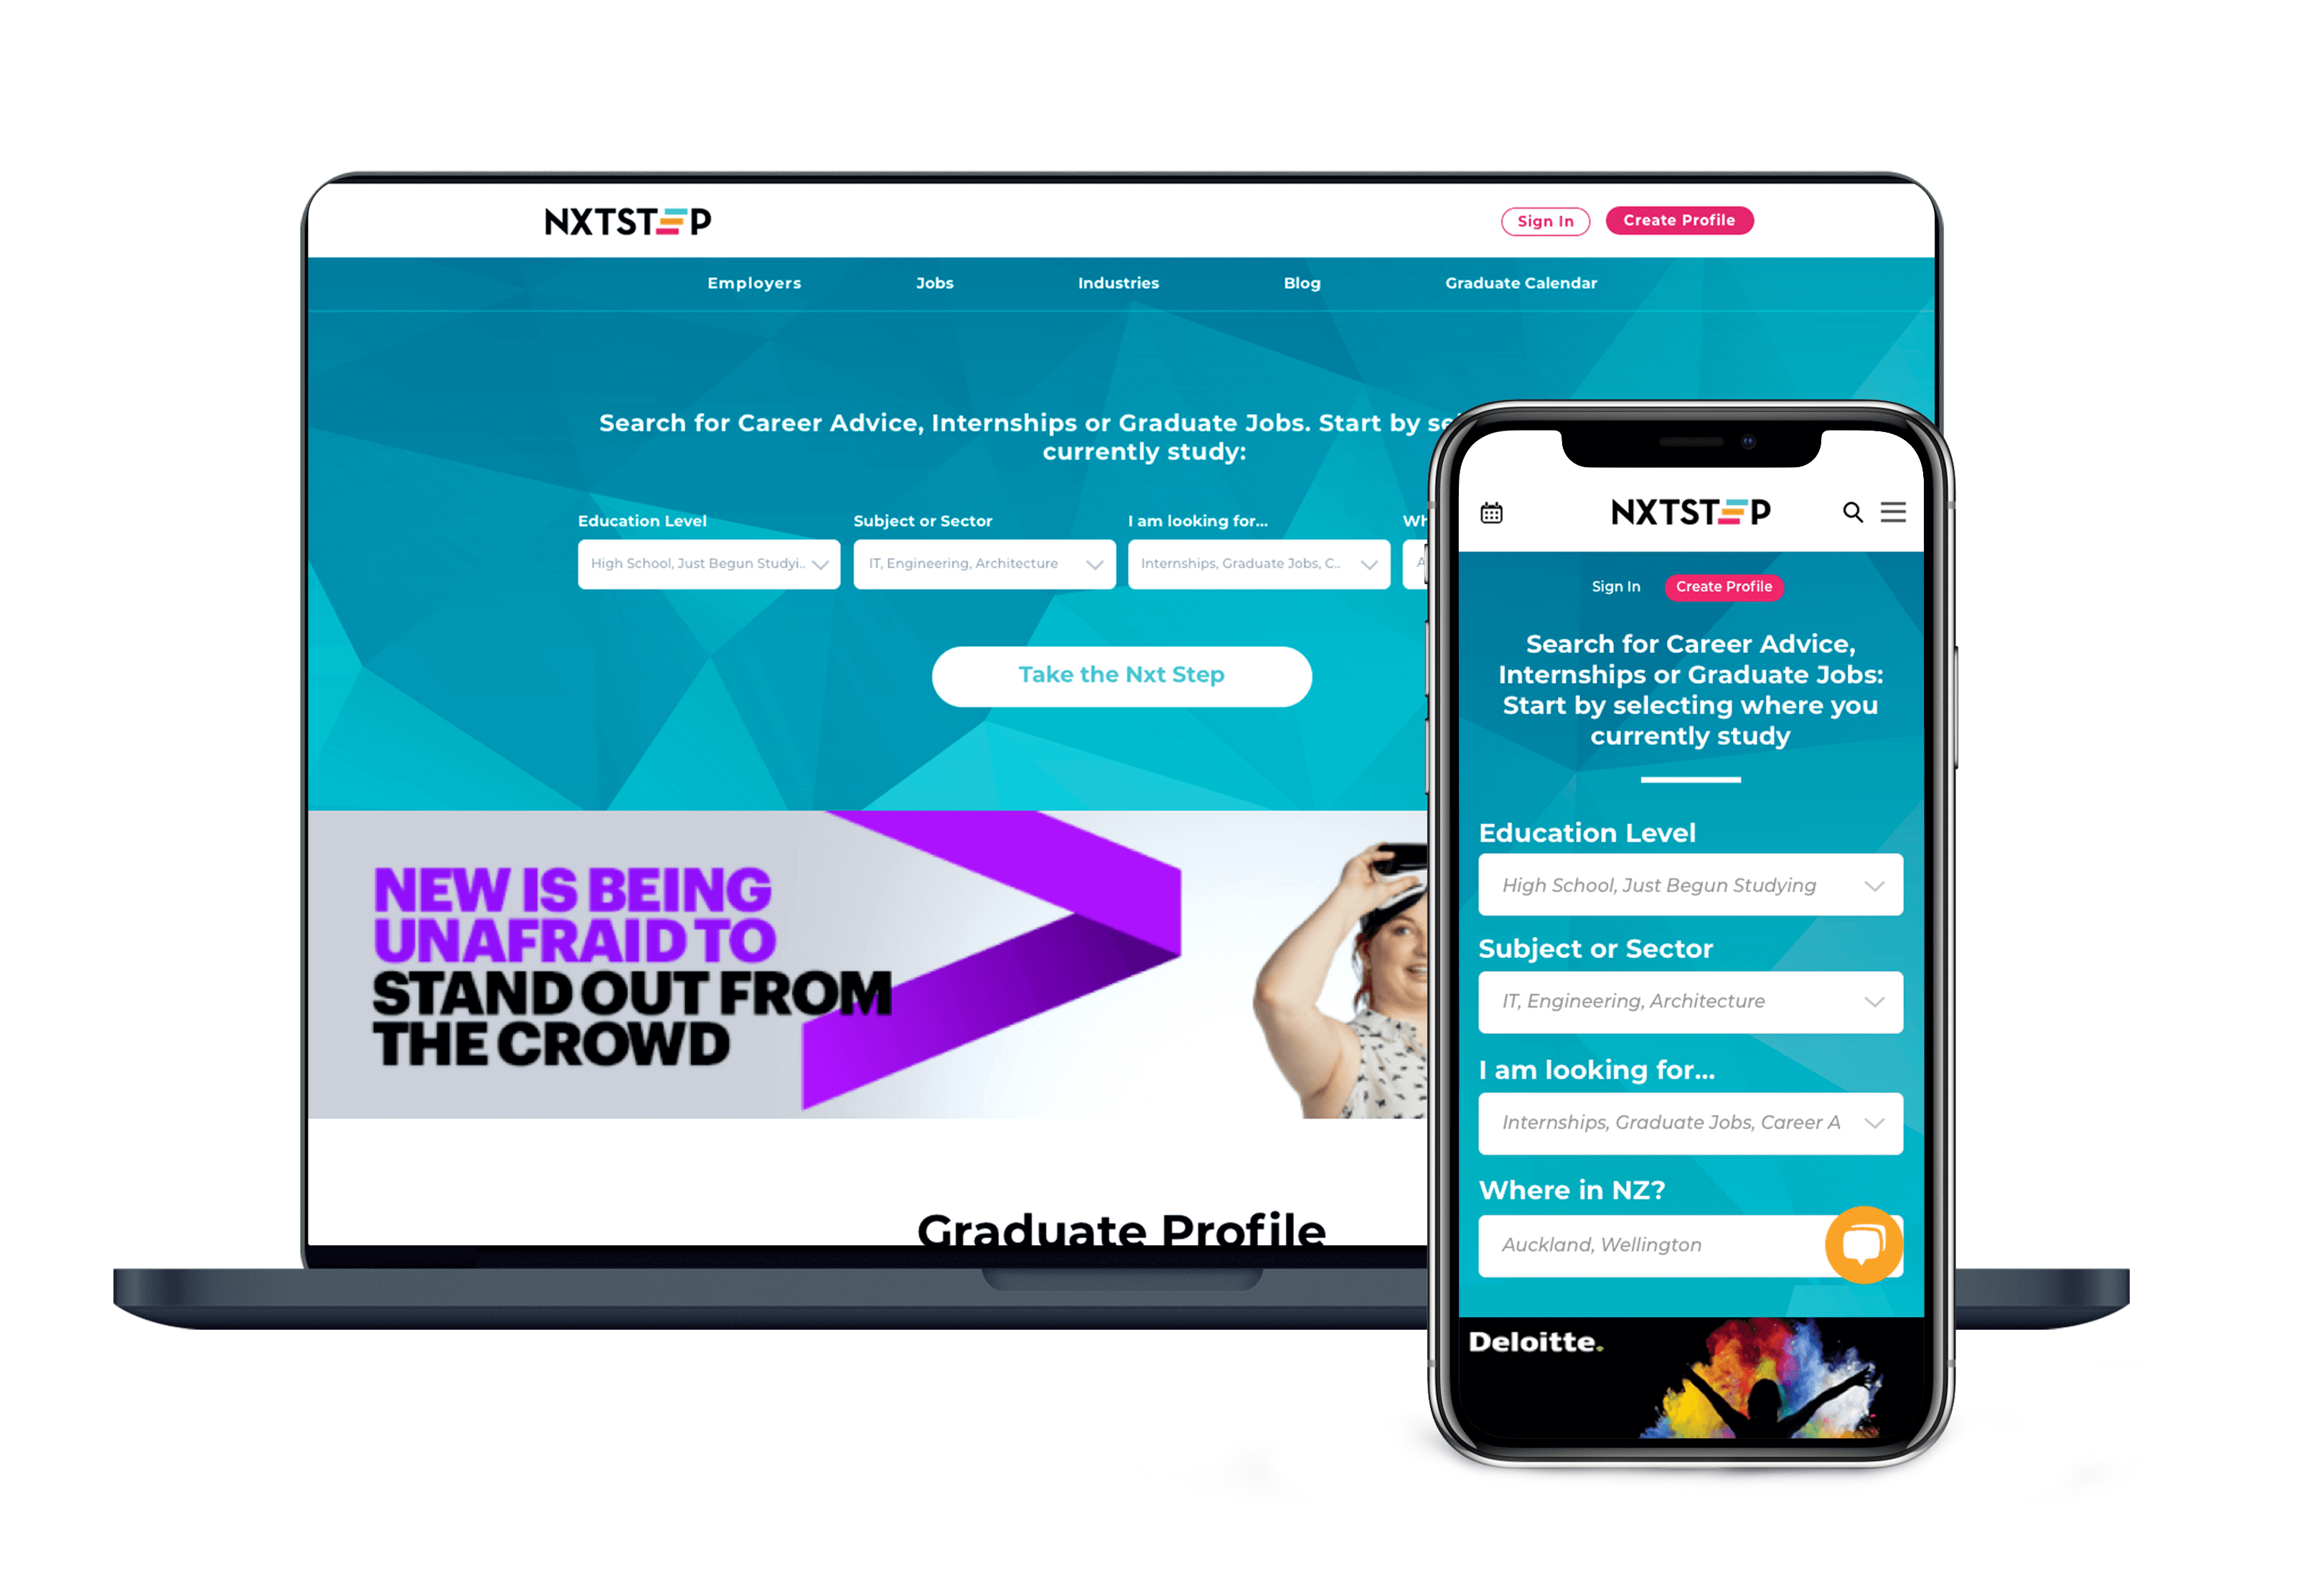 NXTSTEP
Sign In
Create Profile
Employers
Jobs
Industries
Blog
Graduate Calendar
Search for Career Advice, Internships or Graduate Jobs. Start by
currently study:
Education Level
Subject or Sector
I am looking for...
High School, Just Begun Studyi..
IT, Engineering, Architecture
Internships, Graduate Jobs, C..
Take the Nxt Step
NEW IS BEING
UNAFRAID TO
STAND OUT FROM
THE CROWD
Graduate Profile
NXTSTEP
Sign In
Create Profile
Search for Career Advice,
Internships or Graduate Jobs:
Start by selecting where you
currently study
Education Level
High School, Just Begun Studying
Subject or Sector
IT, Engineering, Architecture
I am looking for...
Internships, Graduate Jobs, Career A
Where in NZ?
Auckland, Wellington
Deloitte.